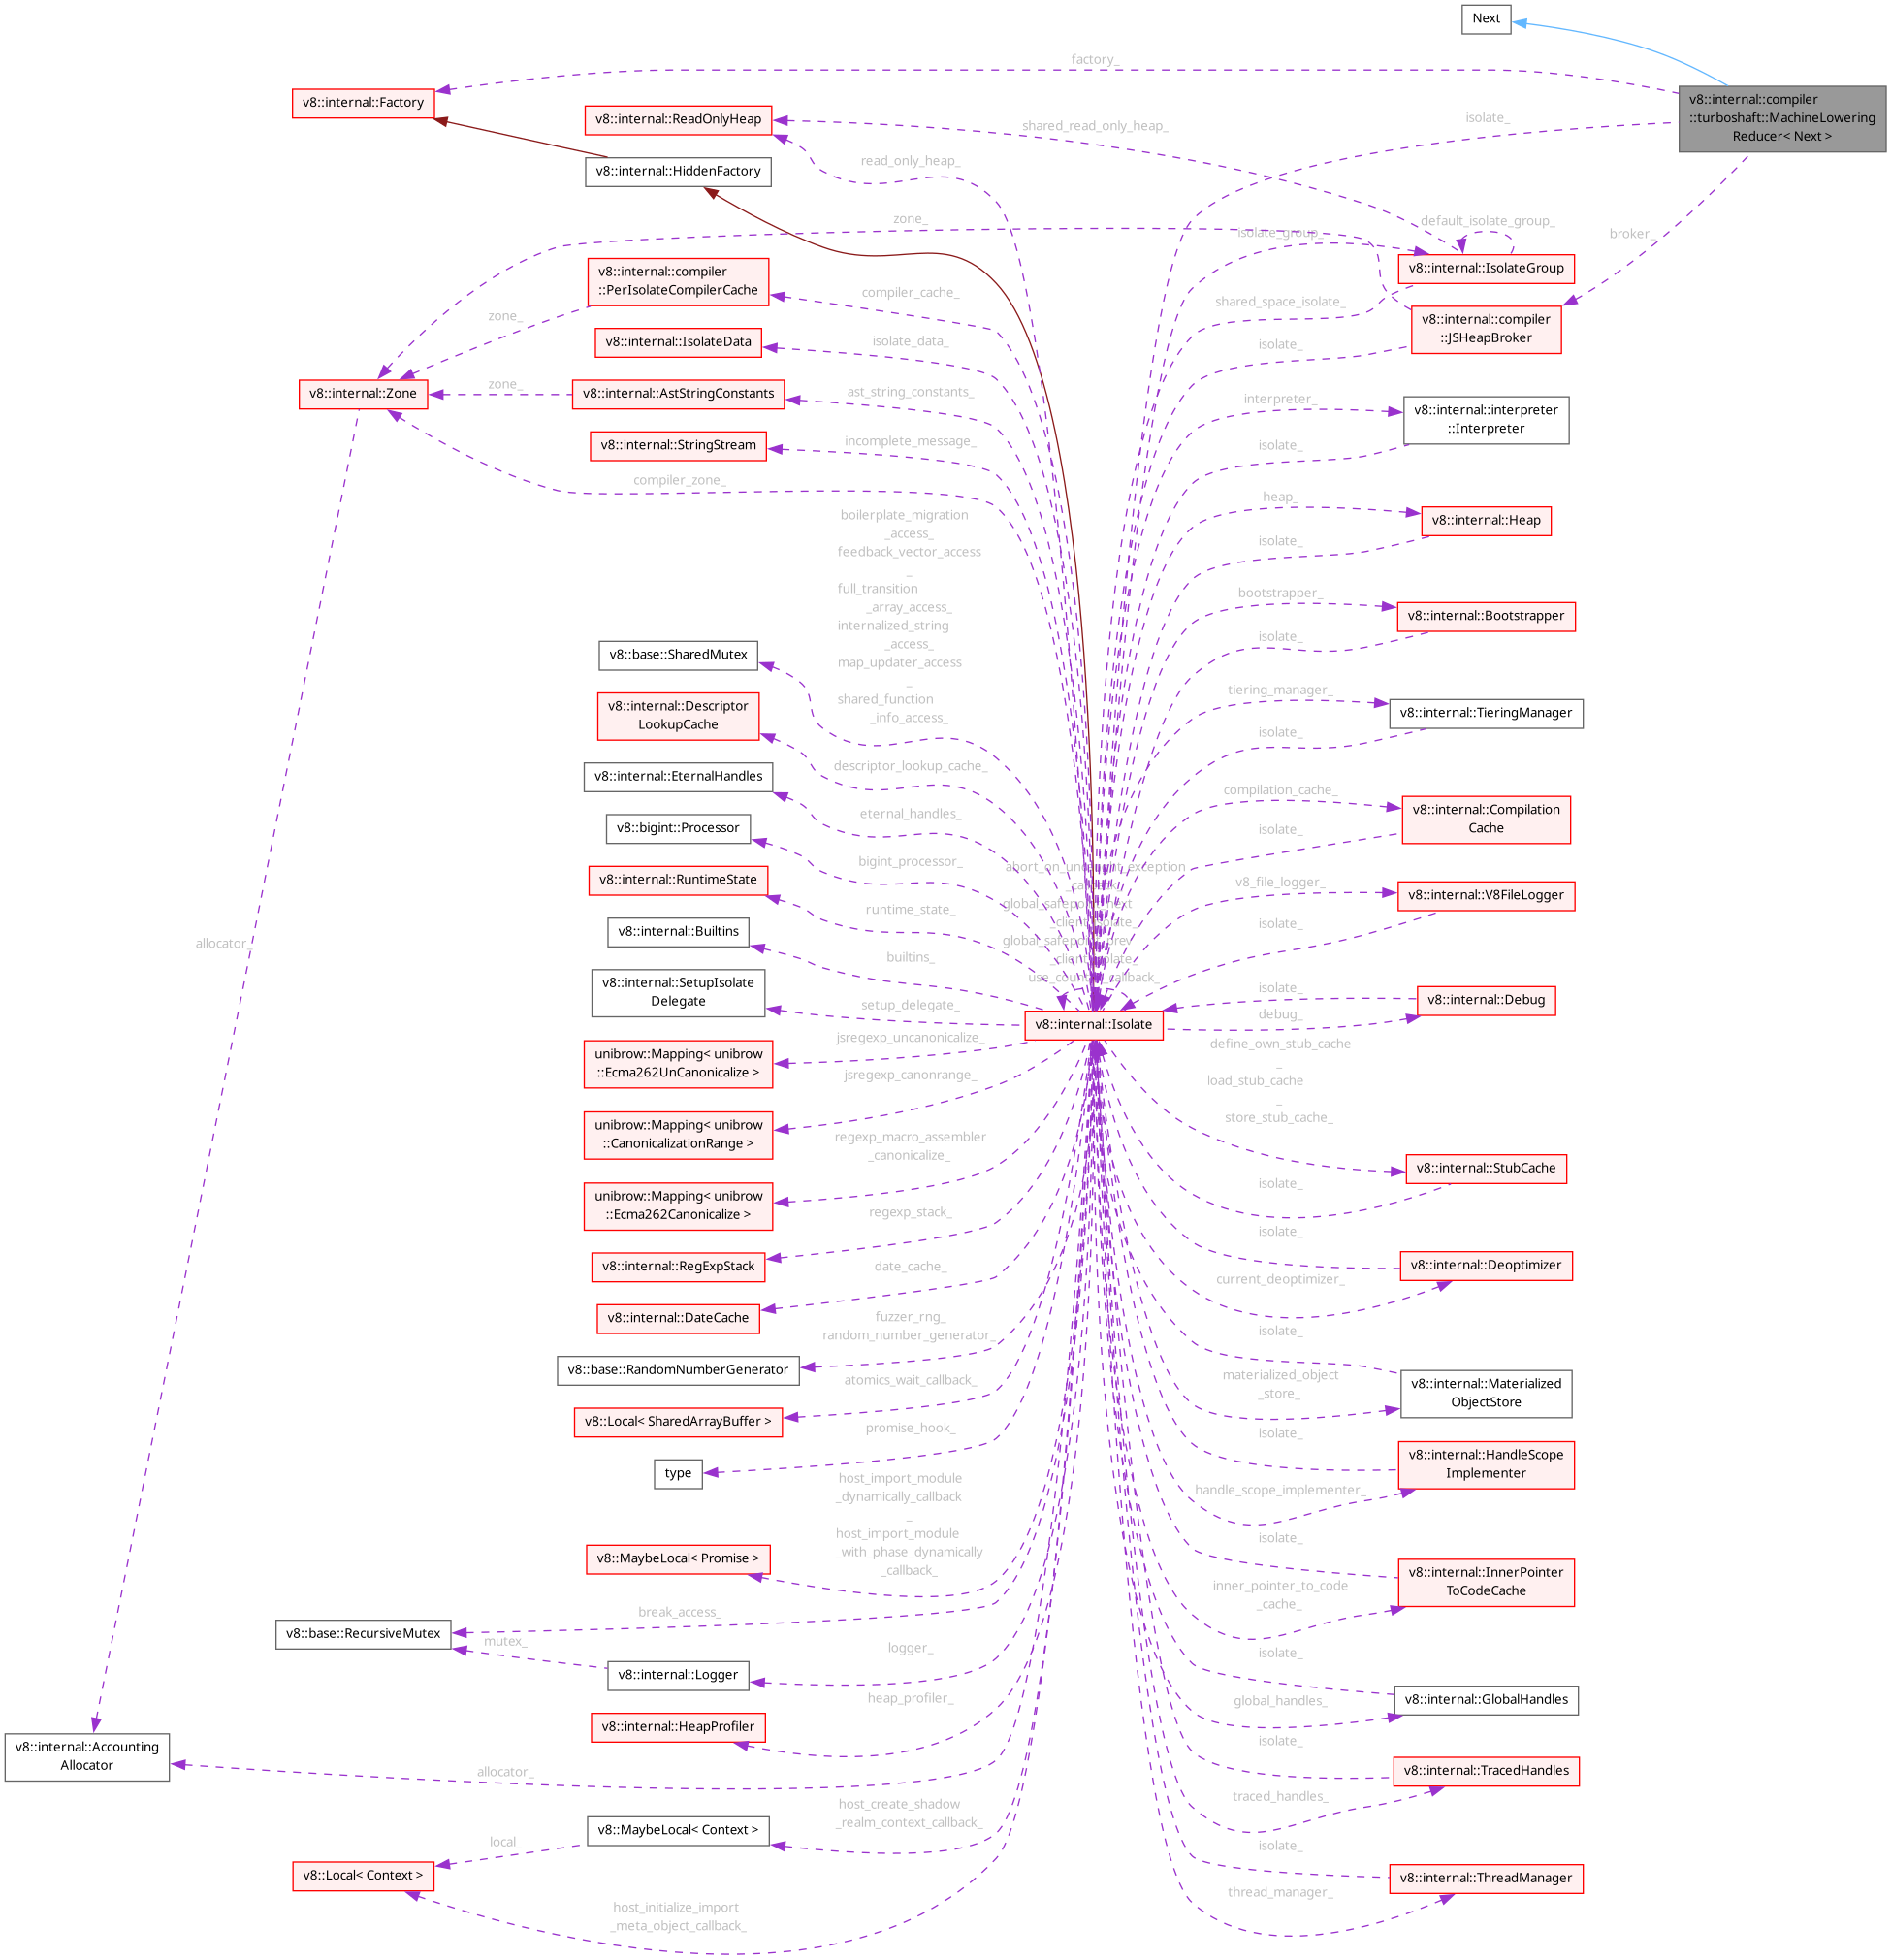 Next
factory_
v8::internal::compiler
::turboshaft::MachineLowering
Reducer< Next >
v8::internal::Factory
v8::internal::ReadOnlyHeap
shared_read_only_heap_
isolate_
read_only_heap_
v8::internal::HiddenFactory
zone_
isolate_group_
default_isolate_group_
broker_
v8::internal::IsolateGroup
v8::internal::compiler
::PerIsolateCompilerCache
compiler_cache_
shared_space_isolate_
v8::internal::compiler
::JSHeapBroker
zone_
v8::internal::IsolateData
isolate_data_
isolate_
v8::internal::Zone
zone_
v8::internal::AstStringConstants
ast_string_constants_
interpreter_
v8::internal::interpreter
::Interpreter
v8::internal::StringStream
incomplete_message_
isolate_
compiler_zone_
heap_
v8::internal::Heap
isolate_
boilerplate_migration
_access_
feedback_vector_access
_
full_transition
_array_access_
internalized_string
_access_
map_updater_access
_
shared_function
_info_access_
bootstrapper_
v8::internal::Bootstrapper
isolate_
v8::base::SharedMutex
v8::internal::Descriptor
LookupCache
tiering_manager_
v8::internal::TieringManager
isolate_
descriptor_lookup_cache_
v8::internal::EternalHandles
compilation_cache_
v8::internal::Compilation
Cache
eternal_handles_
v8::bigint::Processor
isolate_
bigint_processor_
v8::internal::RuntimeState
_client_isolate_
_client_isolate_
v8_file_logger_
v8::internal::V8FileLogger
runtime_state_
isolate_
v8::internal::Builtins
allocator_
builtins_
v8::internal::SetupIsolate
Delegate
setup_delegate_
v8::internal::Isolate
isolate_
debug_
v8::internal::Debug
unibrow::Mapping< unibrow
::Ecma262UnCanonicalize >
jsregexp_uncanonicalize_
define_own_stub_cache
_
load_stub_cache
_
store_stub_cache_
jsregexp_canonrange_
unibrow::Mapping< unibrow
::CanonicalizationRange >
regexp_macro_assembler
_canonicalize_
v8::internal::StubCache
isolate_
unibrow::Mapping< unibrow
::Ecma262Canonicalize >
regexp_stack_
isolate_
v8::internal::RegExpStack
v8::internal::Deoptimizer
date_cache_
current_deoptimizer_
v8::internal::DateCache
fuzzer_rng_
random_number_generator_
isolate_
v8::base::RandomNumberGenerator
atomics_wait_callback_
materialized_object
_store_
v8::internal::Materialized
ObjectStore
v8::Local< SharedArrayBuffer >
promise_hook_
isolate_
type
v8::internal::HandleScope
Implementer
host_import_module
_dynamically_callback
_
host_import_module
_with_phase_dynamically
_callback_
handle_scope_implementer_
isolate_
v8::MaybeLocal< Promise >
v8::internal::InnerPointer
ToCodeCache
inner_pointer_to_code
_cache_
break_access_
v8::base::RecursiveMutex
mutex_
logger_
isolate_
v8::internal::Logger
v8::internal::GlobalHandles
heap_profiler_
global_handles_
v8::internal::HeapProfiler
isolate_
v8::internal::Accounting
Allocator
allocator_
v8::internal::TracedHandles
traced_handles_
host_create_shadow
_realm_context_callback_
v8::MaybeLocal< Context >
local_
isolate_
v8::Local< Context >
v8::internal::ThreadManager
thread_manager_
host_initialize_import
_meta_object_callback_